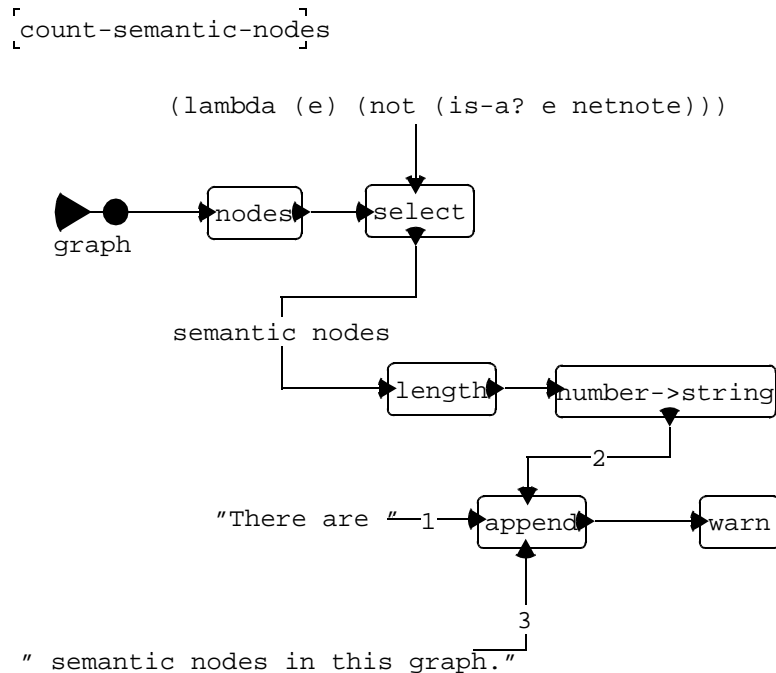 count-semantic-nodes
(lambda (e) (not (is-a? e netnote)))
nodes
select
graph
semantic nodes
length
number->string
2
"There are "
1
append
warn
3
" semantic nodes in this graph."